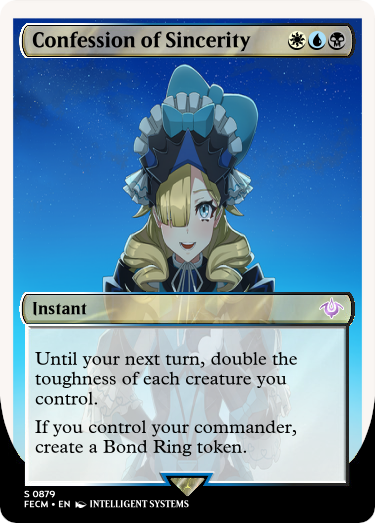 Confession of Sincerity
Instant
Until your next turn, double the
toughness of each creature you
control.
If you control your commander,
create a Bond Ring token.
S 0879
FECM • EN INTELLIGENT SYSTEMS